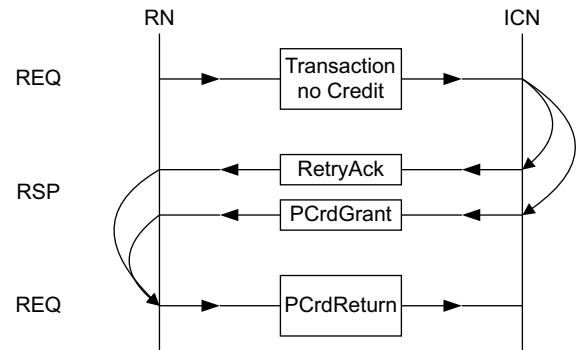 RN
ICN
REQ
Transaction
no Credit
RetryAck
RSP
PCrdGrant
REQ
PCrdReturn